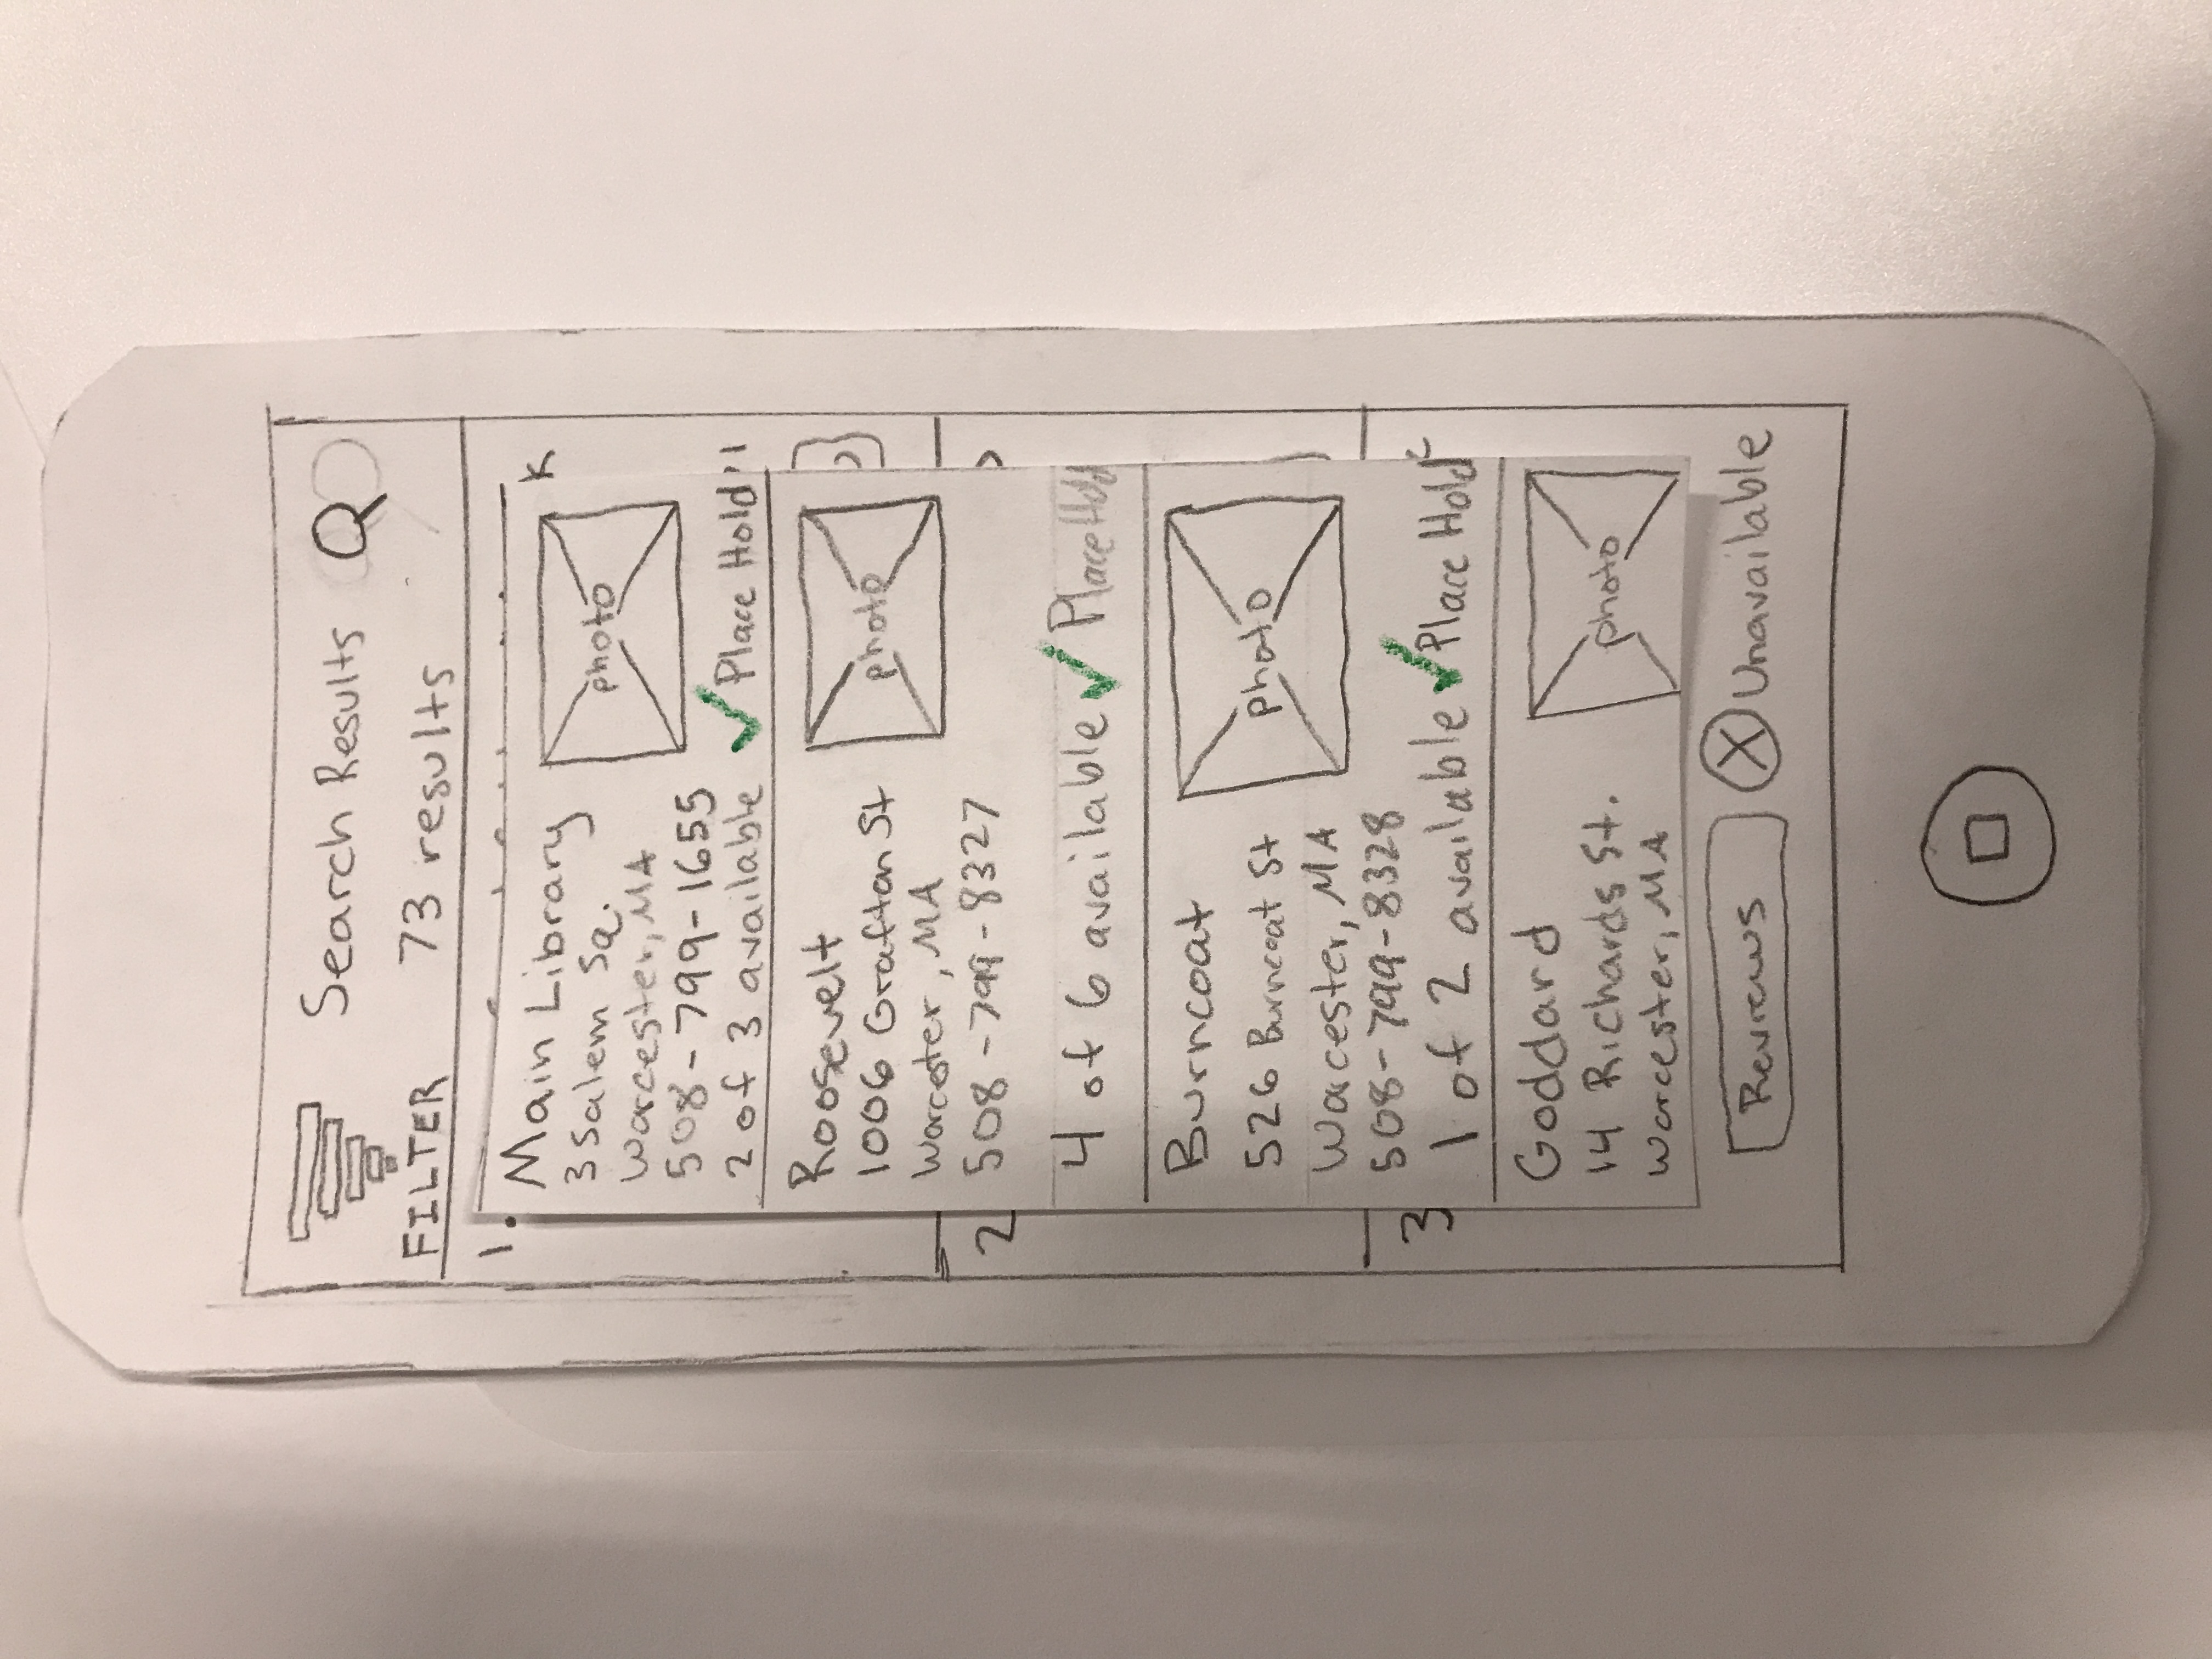 Search Results
FILTER 73 results
1.
Main Library
photo
3 Salem Sq.
Worcester, MA
508-799-1655
2 of 3 available ✓ Place Hold
Roosevelt
photo
1006 Grafton St
Worcester, MA
508-799-8327
2
4 of 6 available ✓ Place Hold
Burncoat
photo
526 Burncoat St
Worcester, MA
508-799-8328
3
1 of 2 available ✓ Place Hold
Goddard
photo
14 Richards St.
Worcester, MA
Reviews X Unavailable